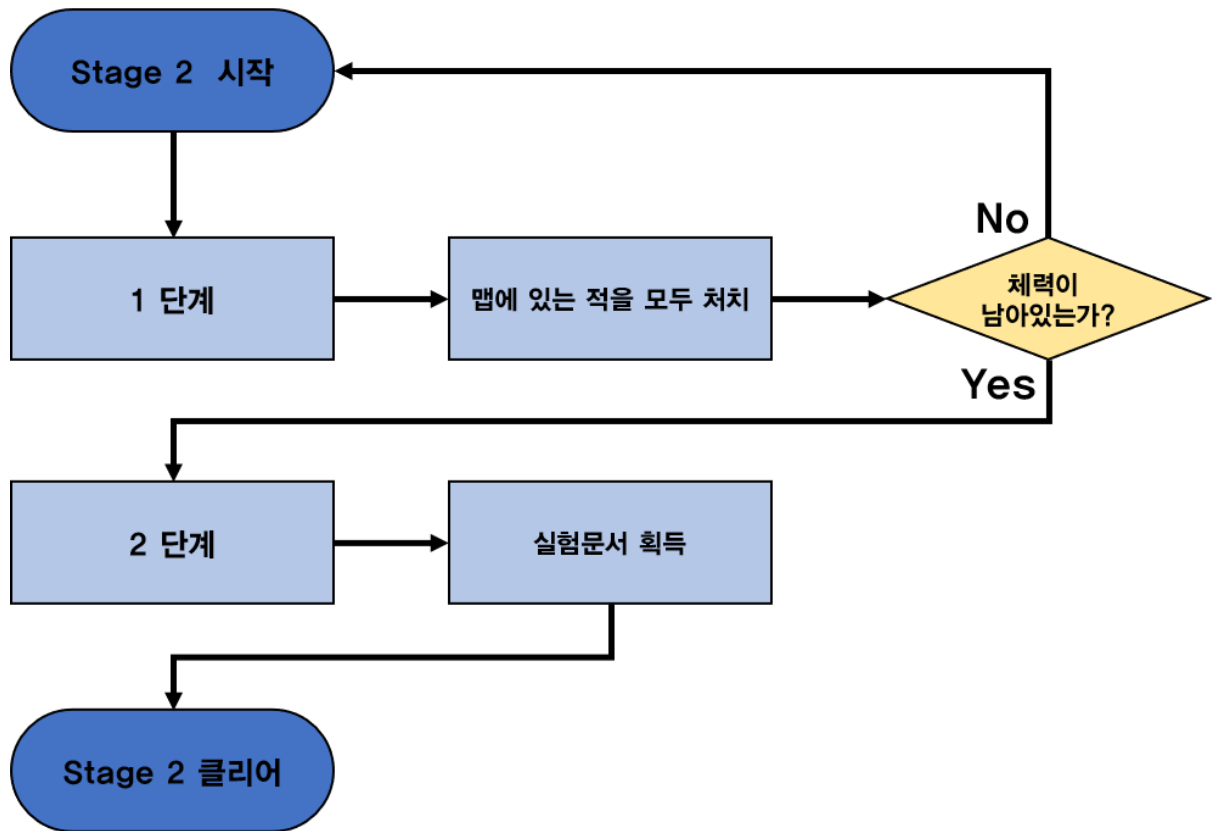 Stage 2 시작
No
1 단계
맵에 있는 적을 모두 처치
체력이
남아있는가?
Yes
2 단계
실험문서 획득
Stage 2 클리어